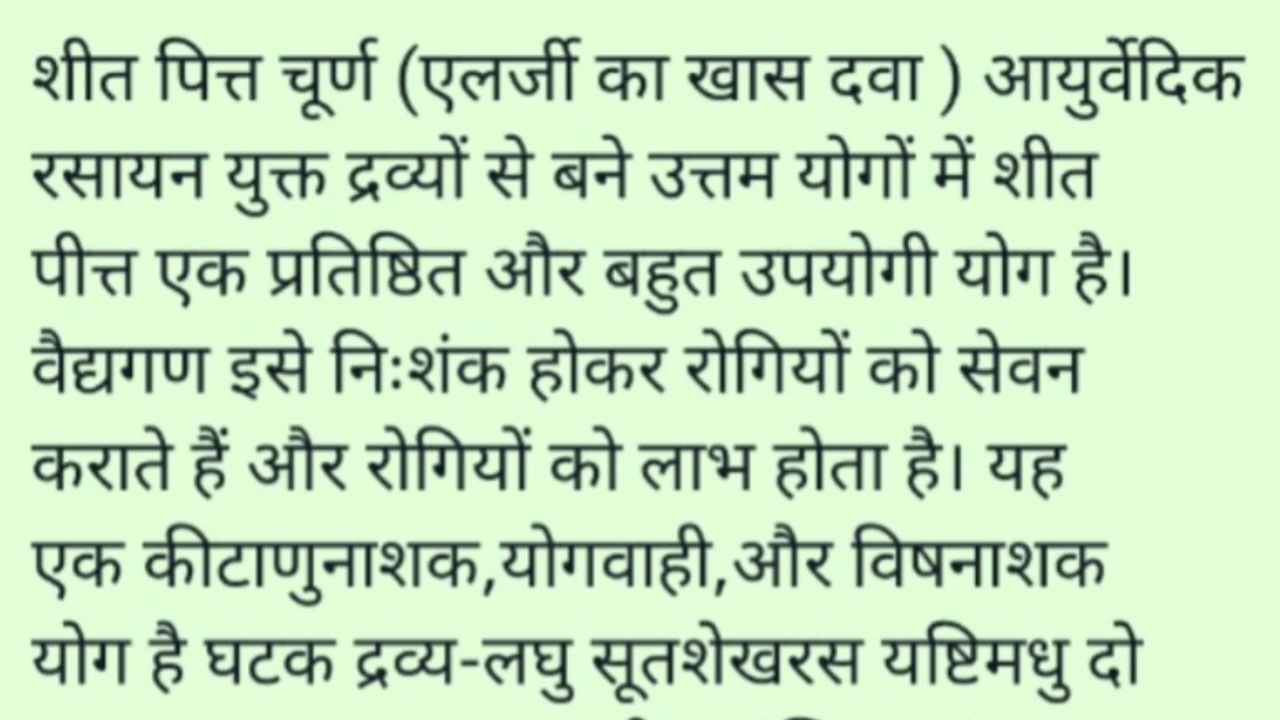 शीत पित्त चूर्ण (एलर्जी का खास दवा ) आयुर्वेदिक
रसायन युक्त द्रव्यों से बने उत्तम योगों में शीत
पीत्त एक प्रतिष्ठित और बहुत उपयोगी योग है।
वैद्यगण इसे निःशंक होकर रोगियों को सेवन
कराते हैं और रोगियों को लाभ होता है। यह
एक कीटाणुनाशक,योगवाही,और विषनाशक
योग है घटक द्रव्य-लघु सूतशेखरस यष्टिमधु दो